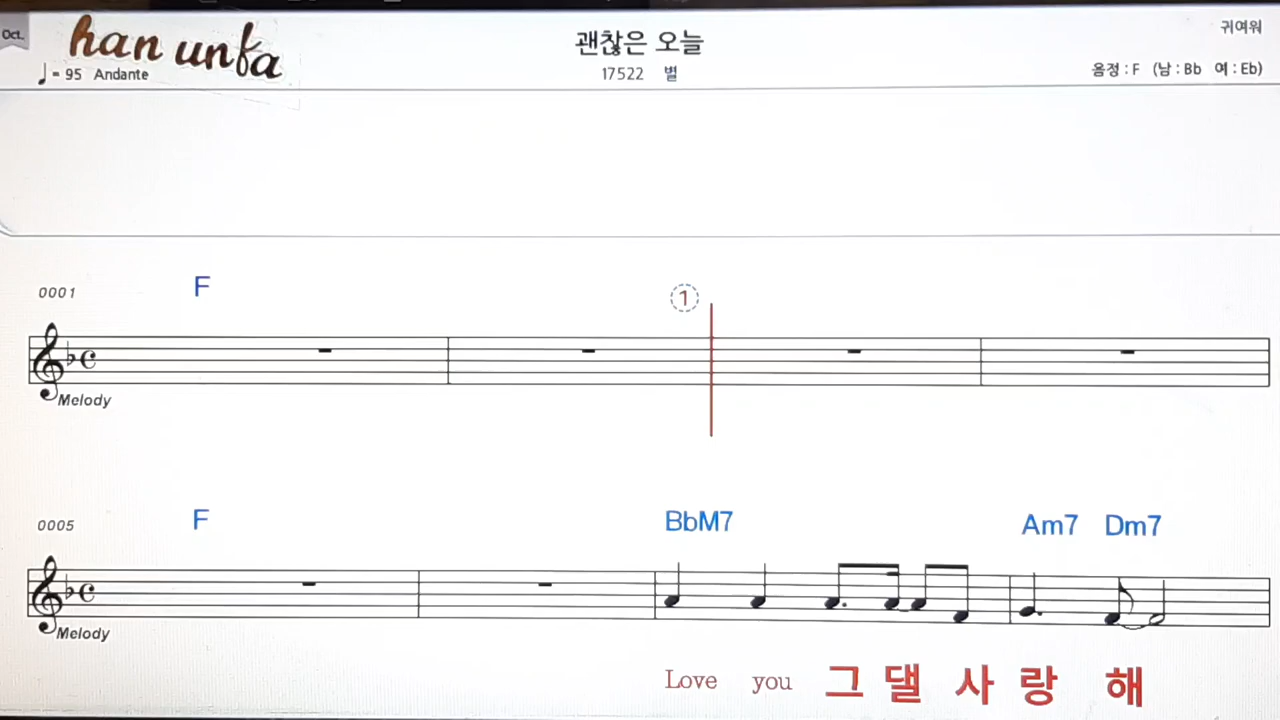 Oct.
han unfa
괜찮은 오늘
귀여워
♩= 95 Andante
17522 별
음정 : F (남 : Bb 여 : Eb)
0001
F
1
Melody
0005
F
BbM7
Am7 Dm7
Melody
Love you 그댈 사랑해